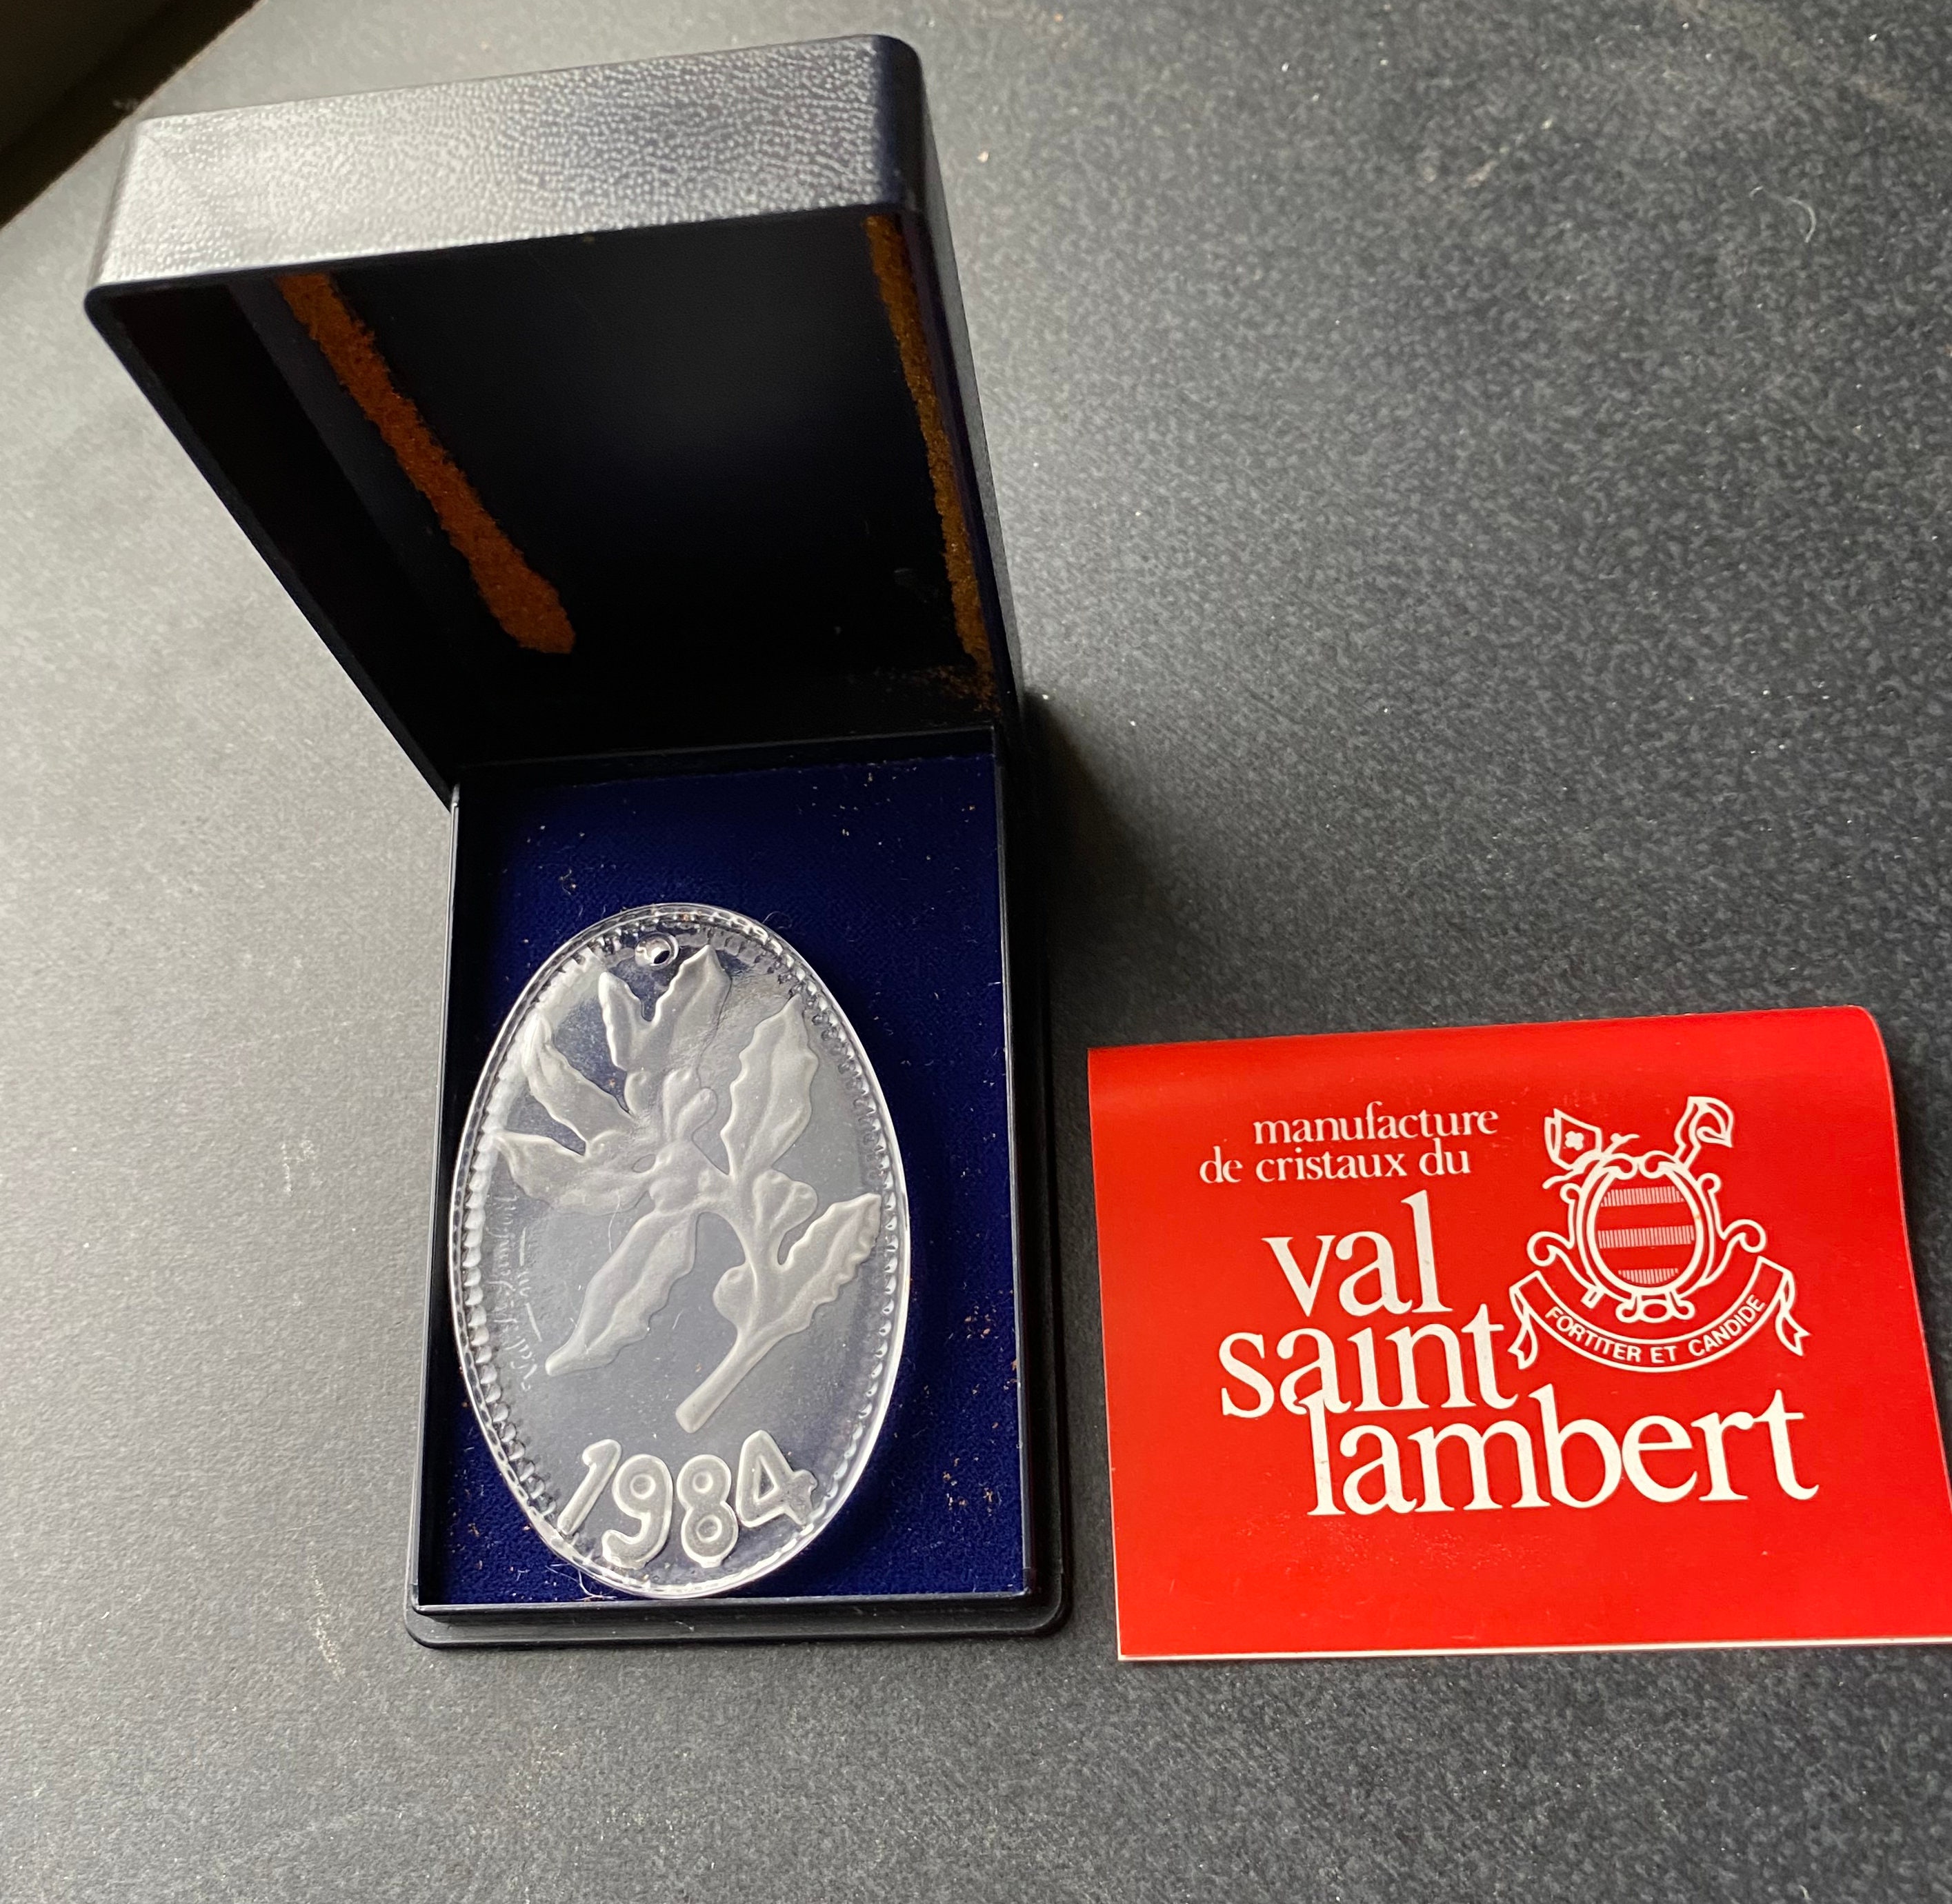 1984
manufacture
de cristaux du
val
saint
lambert
FORTITER ET CANDIDE